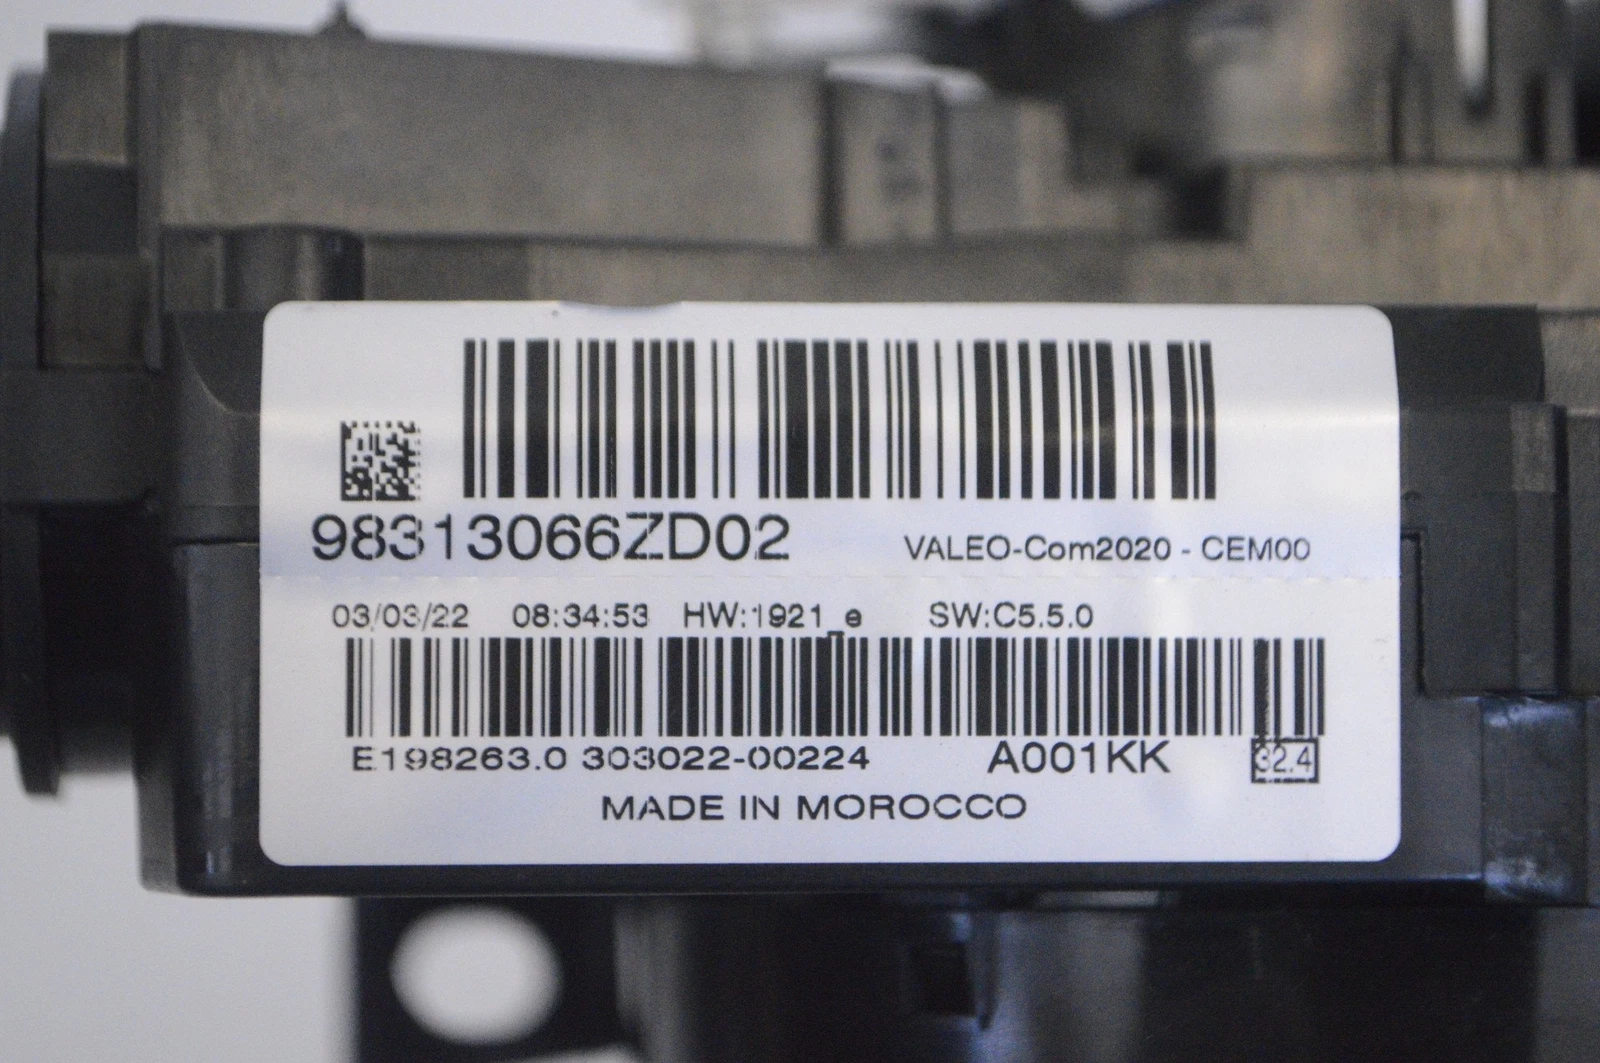 98313066ZD02 VALEO-Com2020 - CEM00
03/03/22 08:34:53 HW:1921_e SW:C5.5.0
E198263.0 303022-00224 A001KK 32.4
MADE IN MOROCCO